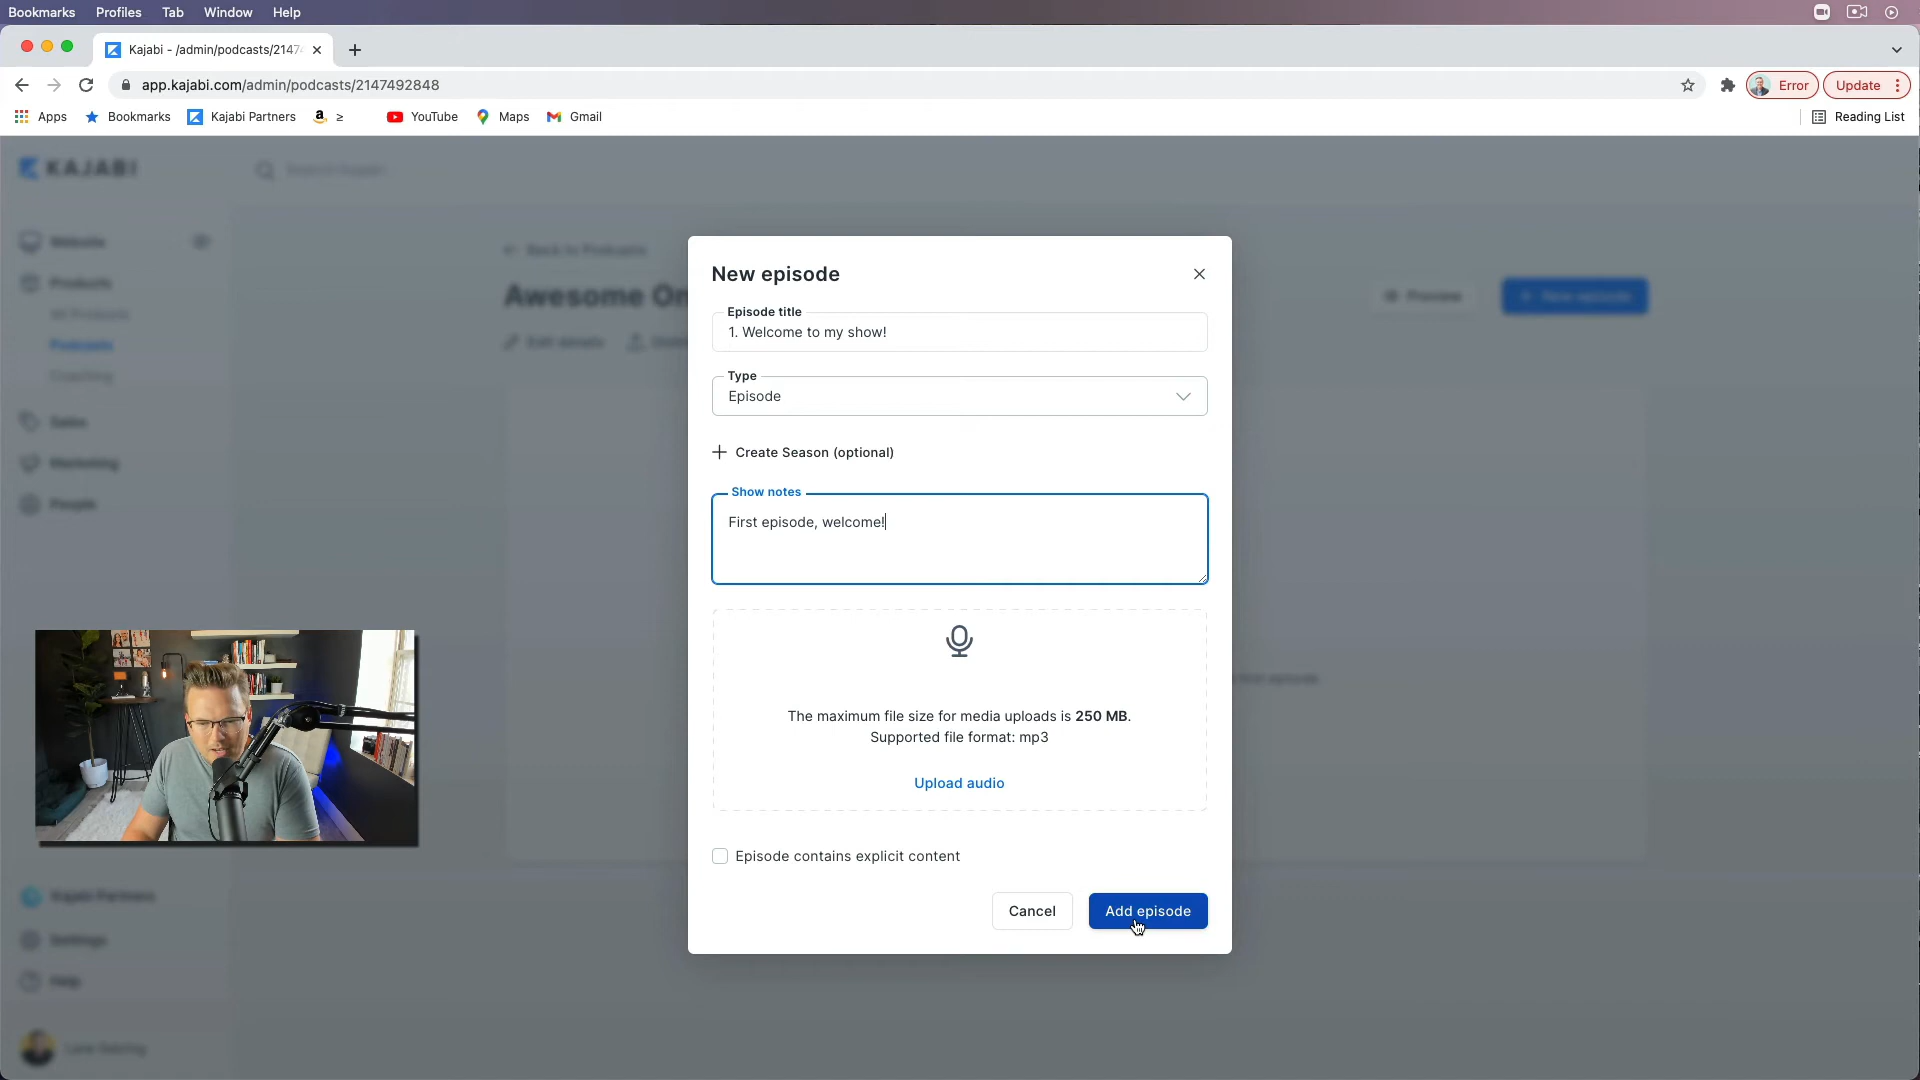 Bookmarks Profiles Tab Window Help
Kajabi - /admin/podcasts/2147
app.kajabi.com/admin/podcasts/2147492848
Error
Update
Apps Bookmarks Kajabi Partners ≥ YouTube Maps Gmail
Reading List
KAJABI
Search Kajabi
Website
Products
All Products
Podcasts
Coaching
Sales
Marketing
People
Back to Podcasts
Awesome On
Edit details
Preview
New episode
New episode
Episode title
1. Welcome to my show!
Type
Episode
Create Season (optional)
Show notes
First episode, welcome!
The maximum file size for media uploads is 250 MB.
Supported file format: mp3
Upload audio
Episode contains explicit content
Cancel
Add episode
first episode.
Kajabi Partners
Settings
Help